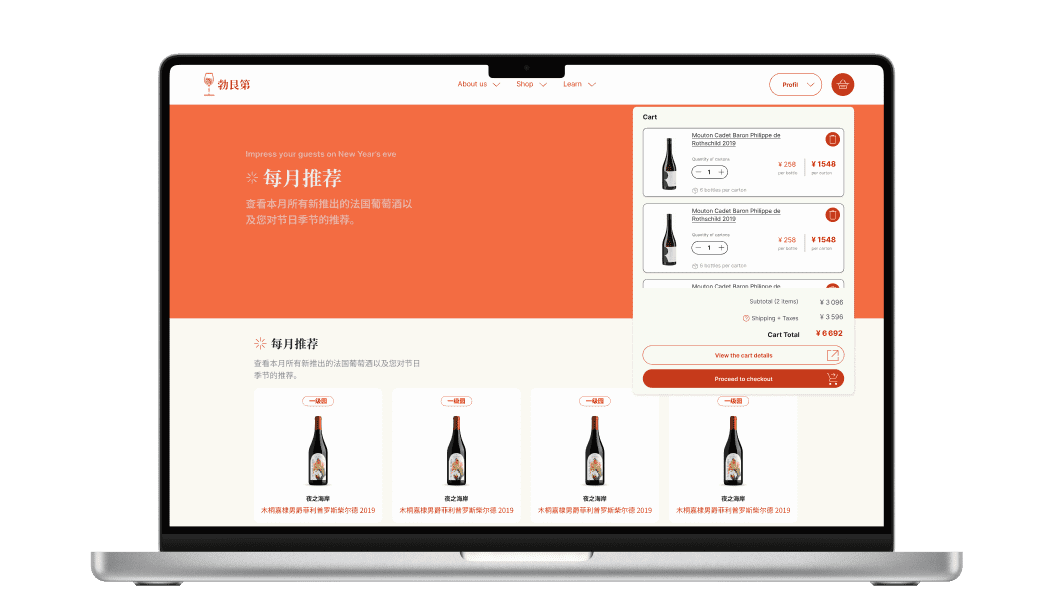 勃艮第
About us
Shop
Learn
Profil
Impress your guests on New Year's eve
每月推荐
查看本月所有新推出的法国葡萄酒以
及您对节日季节的推荐。
Cart
Mouton Cadet Baron Philippe de
Rothschild 2019
Quantity of cartons
1
¥ 258
per bottle
¥ 1548
per carton
6 bottles per carton
Mouton Cadet Baron Philippe de
Rothschild 2019
Quantity of cartons
1
¥ 258
per bottle
¥ 1548
per carton
6 bottles per carton
Mouton Cadet Baron Philippe de
Subtotal (2 items)
¥ 3 096
Shipping + Taxes
¥ 3 596
Cart Total
¥ 6 692
View the cart details
Proceed to checkout
每月推荐
查看本月所有新推出的法国葡萄酒以及您对节日
季节的推荐。
一级园
一级园
一级园
一级园
夜之海岸
夜之海岸
夜之海岸
夜之海岸
木桐嘉棣男爵菲利普罗斯柴尔德 2019
木桐嘉棣男爵菲利普罗斯柴尔德 2019
木桐嘉棣男爵菲利普罗斯柴尔德 2019
木桐嘉棣男爵菲利普罗斯柴尔德 2019